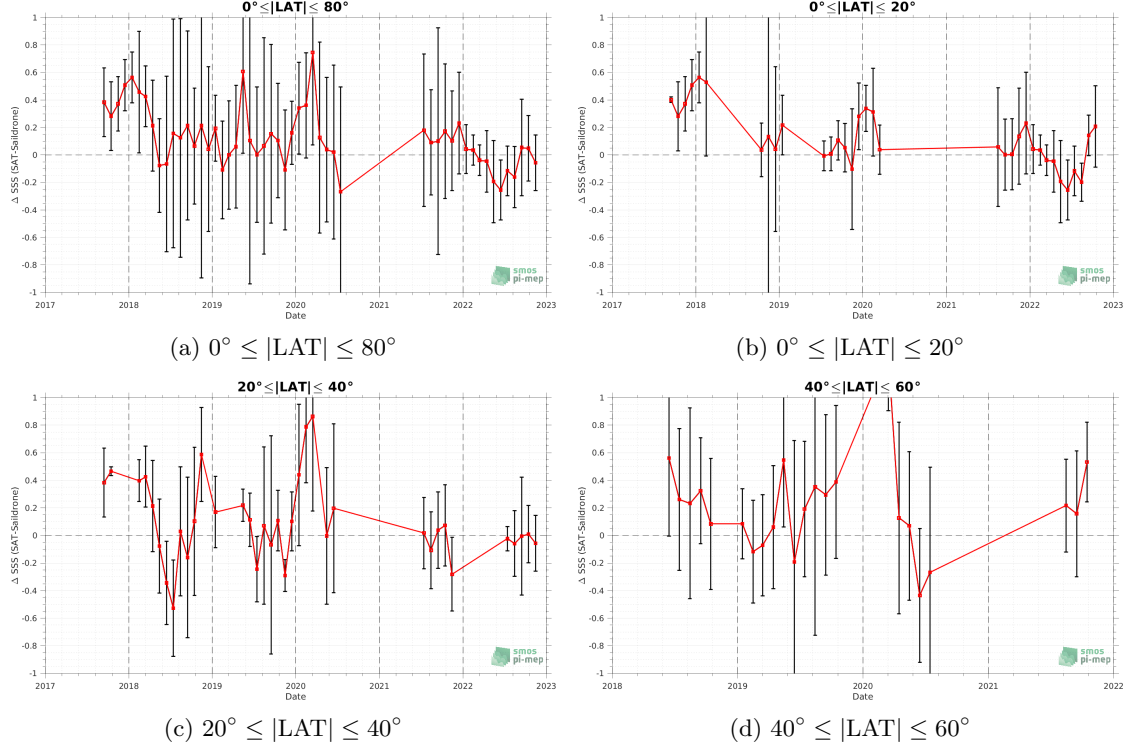 0°≤|LAT|≤ 80°
Δ SSS (SAT-Saildrone)
1
0.8
0.6
0.4
0.2
0
-0.2
-0.4
-0.6
-0.8
-1
2017 2018 2019 2020 2021 2022 2023
Date
smos
pi-mep
(a) 0° ≤ |LAT| ≤ 80°
0°≤|LAT|≤ 20°
Δ SSS (SAT-Saildrone)
1
0.8
0.6
0.4
0.2
0
-0.2
-0.4
-0.6
-0.8
-1
2017 2018 2019 2020 2021 2022 2023
Date
smos
pi-mep
(b) 0° ≤ |LAT| ≤ 20°
20°≤|LAT|≤ 40°
Δ SSS (SAT-Saildrone)
1
0.8
0.6
0.4
0.2
0
-0.2
-0.4
-0.6
-0.8
-1
2017 2018 2019 2020 2021 2022 2023
Date
smos
pi-mep
(c) 20° ≤ |LAT| ≤ 40°
40°≤|LAT|≤ 60°
Δ SSS (SAT-Saildrone)
1
0.8
0.6
0.4
0.2
0
-0.2
-0.4
-0.6
-0.8
-1
2018 2019 2020 2021 2022
Date
smos
pi-mep
(d) 40° ≤ |LAT| ≤ 60°